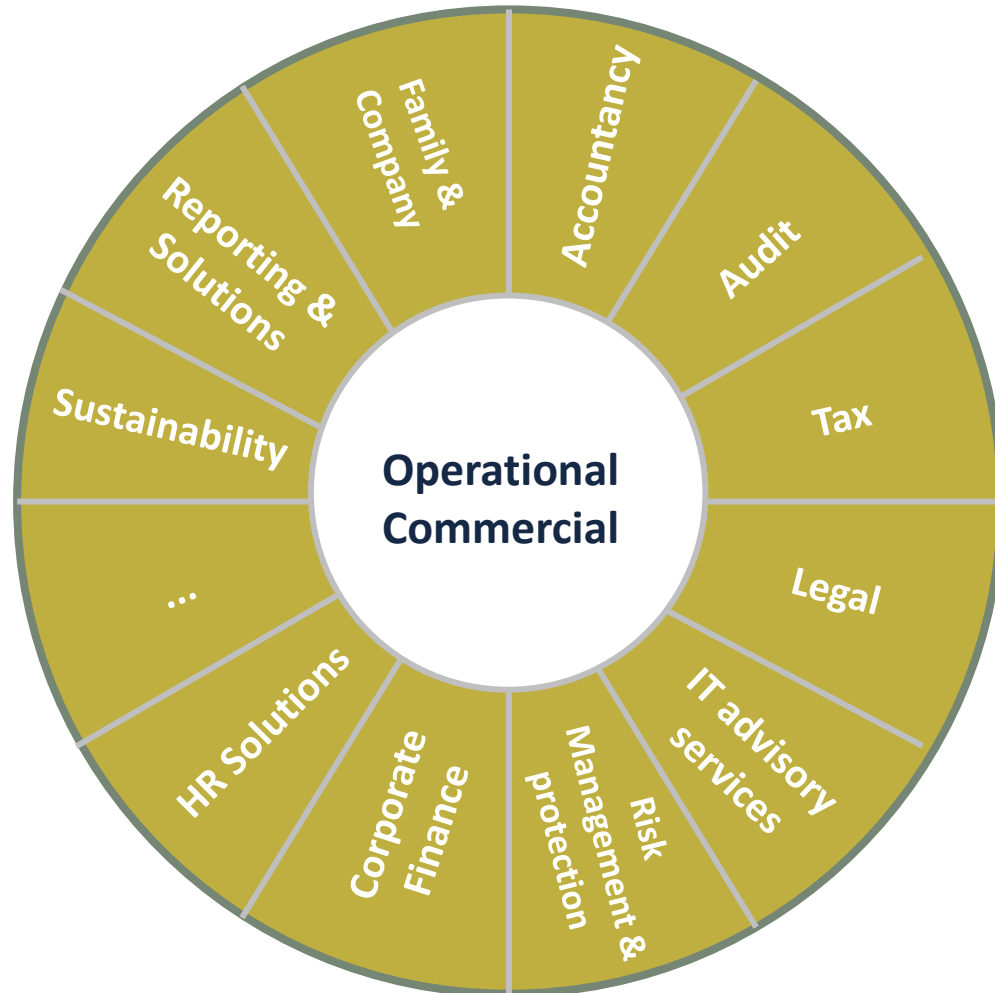 Accountancy
Audit
Tax
Legal
IT advisory
services
Risk
Management &
protection
Corporate
Finance
HR Solutions
...
Sustainability
Reporting &
Solutions
Family &
Company
Operational
Commercial